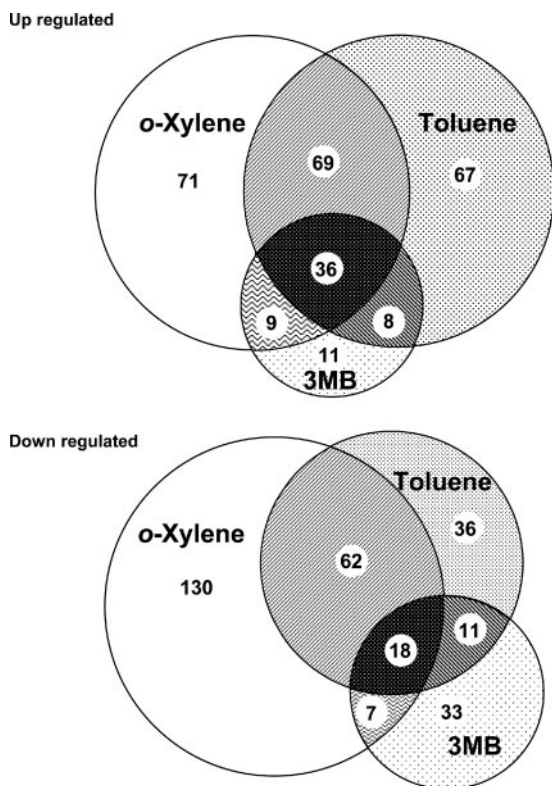 Up regulated
o-Xylene
Toluene
71
69
67
36
9
8
11
3MB
Down regulated
Toluene
o-Xylene
36
62
130
11
18
7
33
3MB